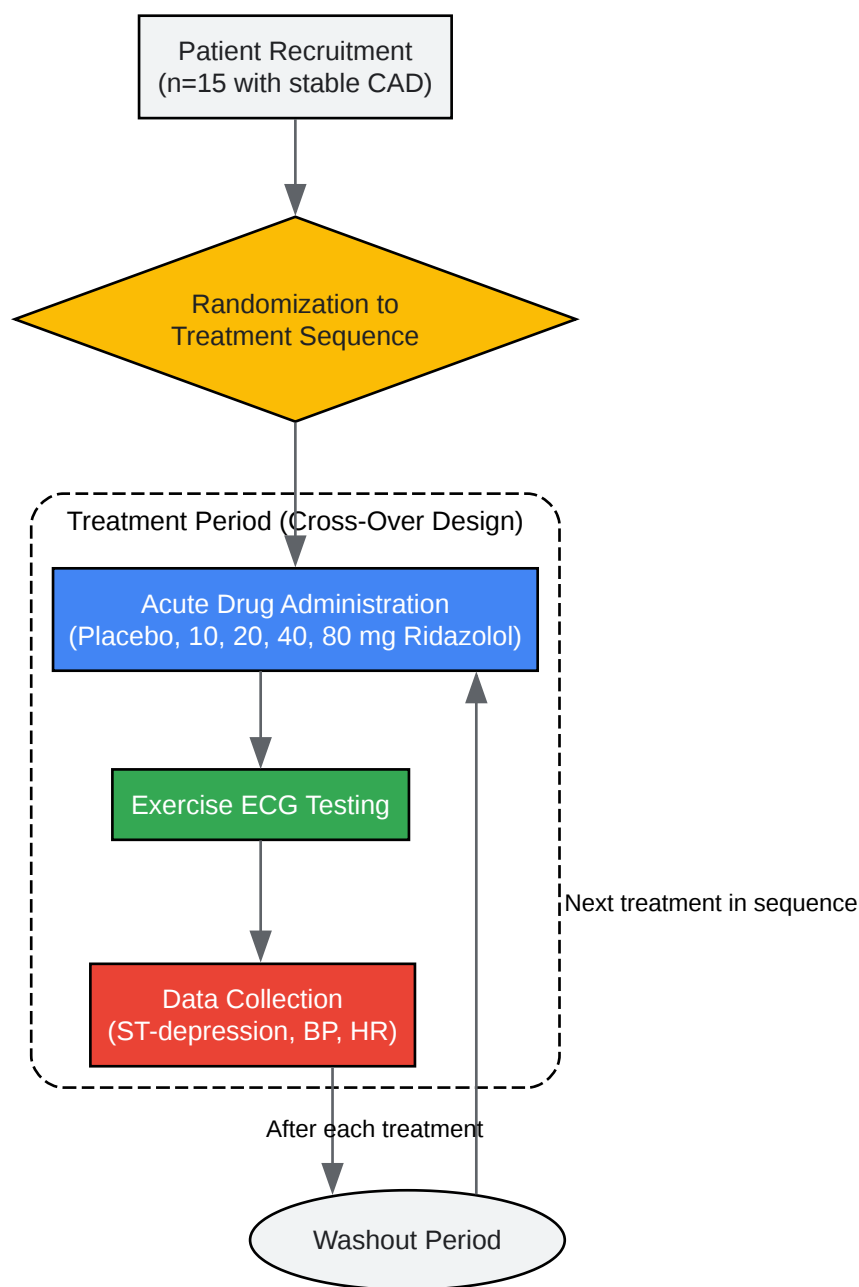 Patient Recruitment
(n=15 with stable CAD)
Randomization to
Treatment Sequence
Treatment Period (Cross-Over Design)
Acute Drug Administration
(Placebo, 10, 20, 40, 80 mg Ridazolol)
Exercise ECG Testing
Next treatment in sequence
Data Collection
(ST-depression, BP, HR)
After each treatment
Washout Period